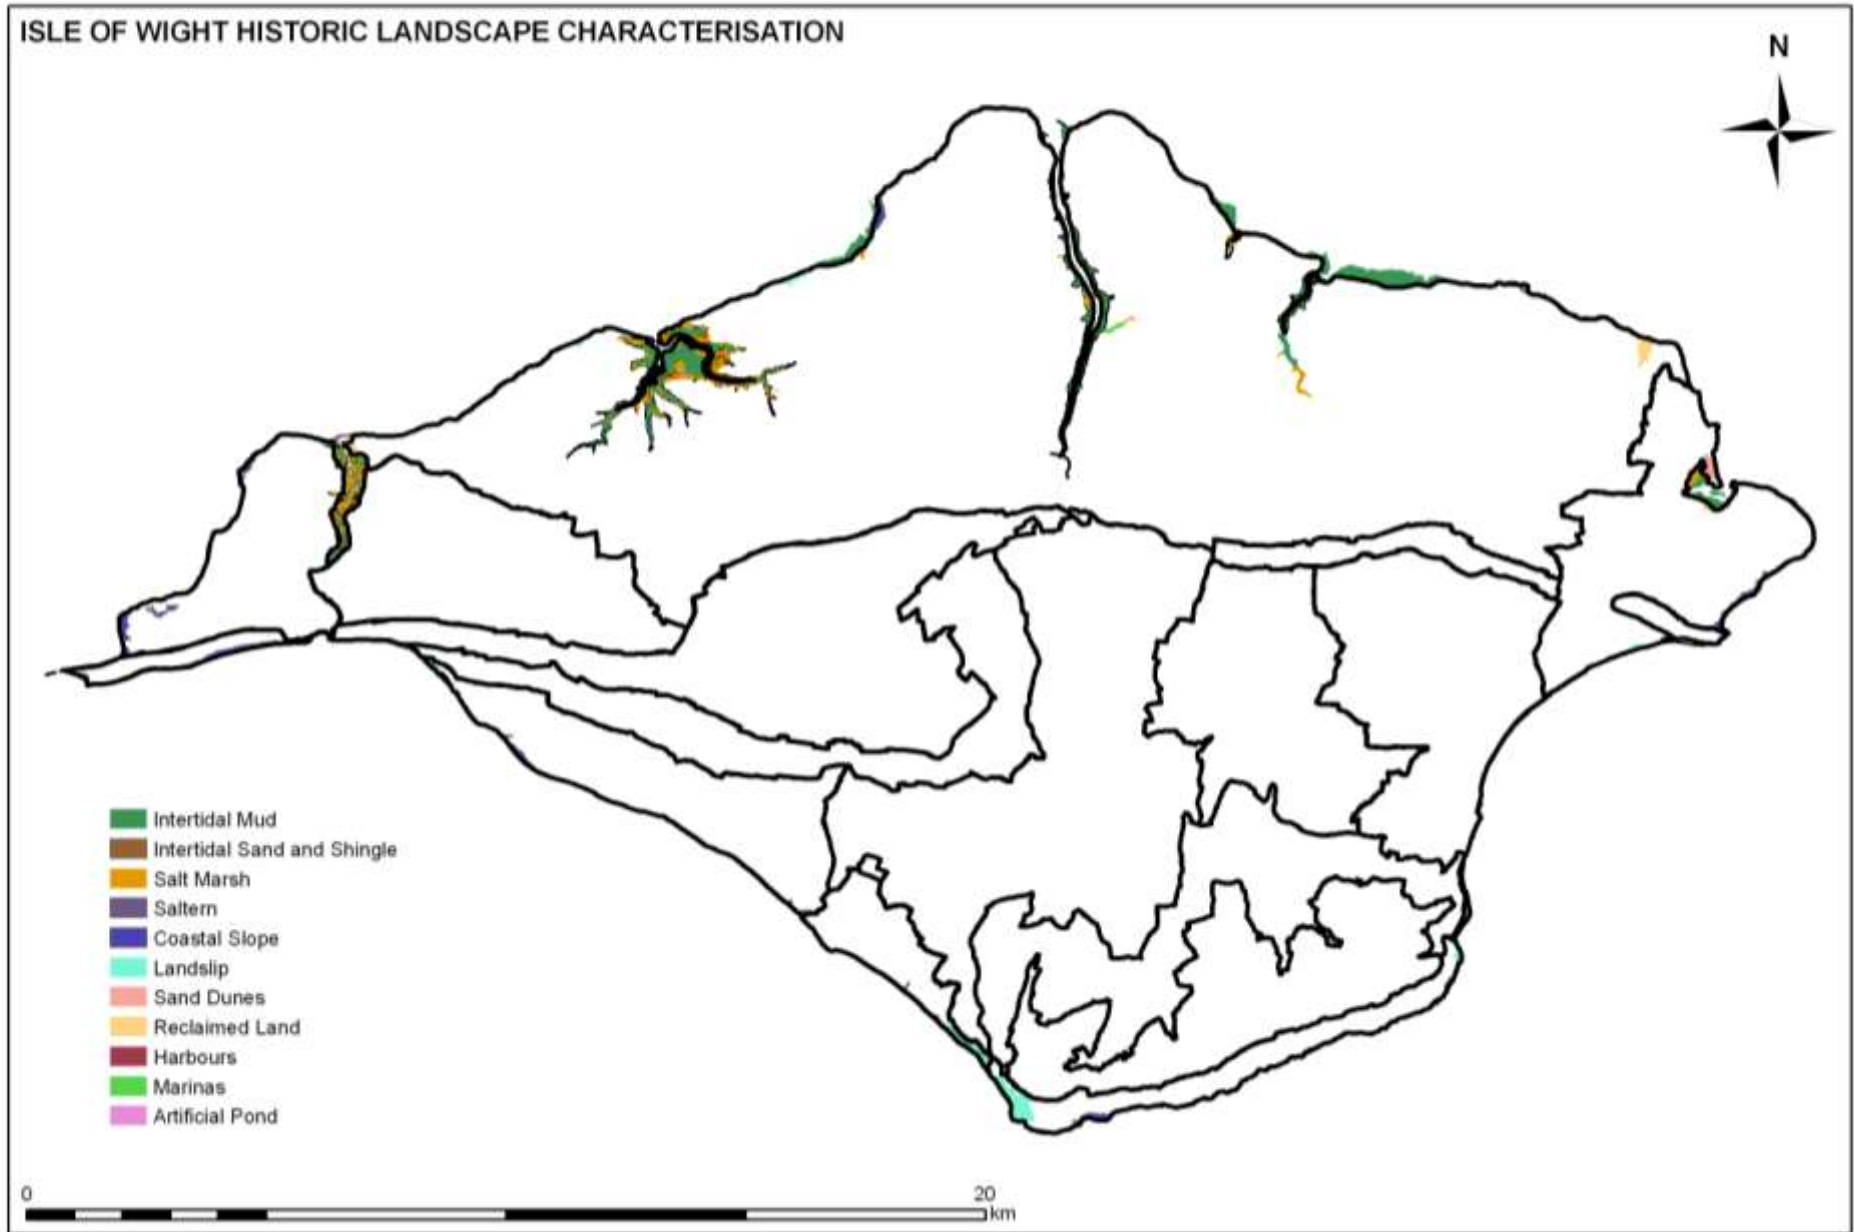 ISLE OF WIGHT HISTORIC LANDSCAPE CHARACTERISATION
N
Intertidal Mud
Intertidal Sand and Shingle
Salt Marsh
Saltern
Coastal Slope
Landslip
Sand Dunes
Reclaimed Land
Harbours
Marinas
Artificial Pond
0 20
km